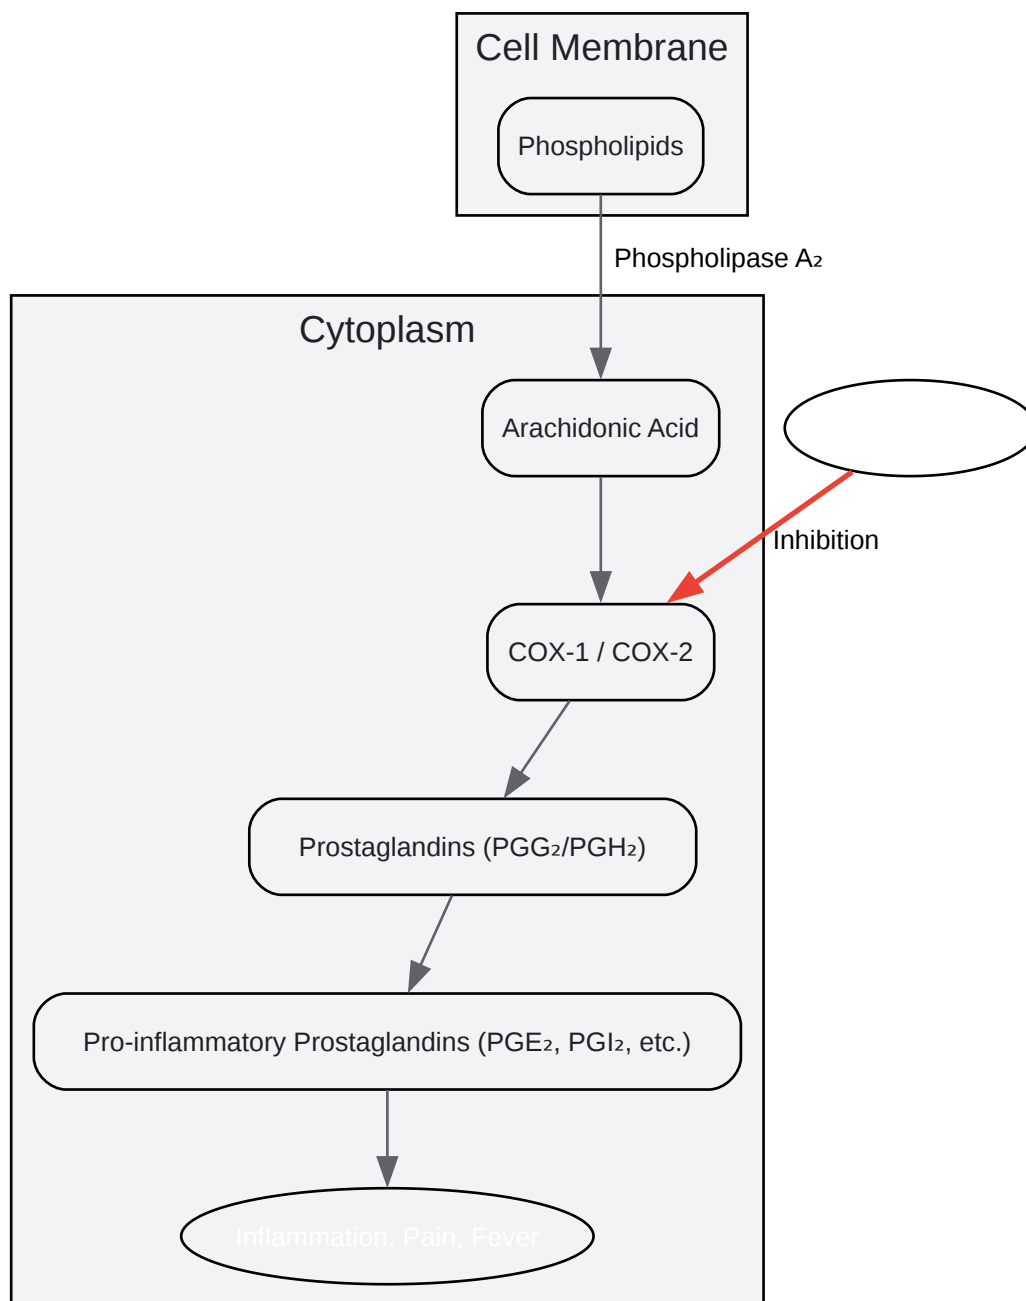 Cell Membrane
Phospholipids
Phospholipase A₂
Cytoplasm
Arachidonic Acid
Inhibition
COX-1 / COX-2
Prostaglandins (PGG₂/PGH₂)
Pro-inflammatory Prostaglandins (PGE₂, PGI₂, etc.)
Inflammation, Pain, Fever